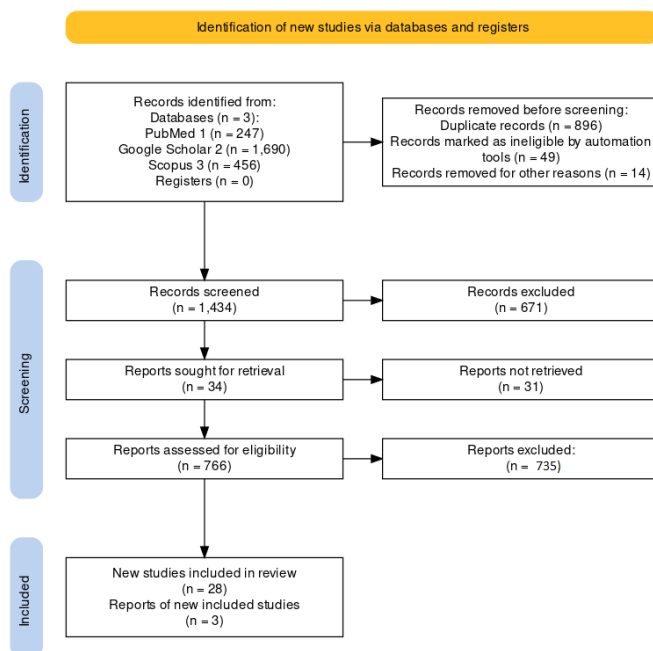 Identification of new studies via databases and registers
Identification
Records identified from:
Databases (n = 3):
PubMed 1 (n = 247)
Google Scholar 2 (n = 1,690)
Scopus 3 (n = 456)
Registers (n = 0)
Records removed before screening:
Duplicate records (n = 896)
Records marked as ineligible by automation
tools (n = 49)
Records removed for other reasons (n = 14)
Screening
Records screened
(n = 1,434)
Records excluded
(n = 671)
Reports sought for retrieval
(n = 34)
Reports not retrieved
(n = 31)
Reports assessed for eligibility
(n = 766)
Reports excluded:
(n = 735)
Included
New studies included in review
(n = 28)
Reports of new included studies
(n = 3)